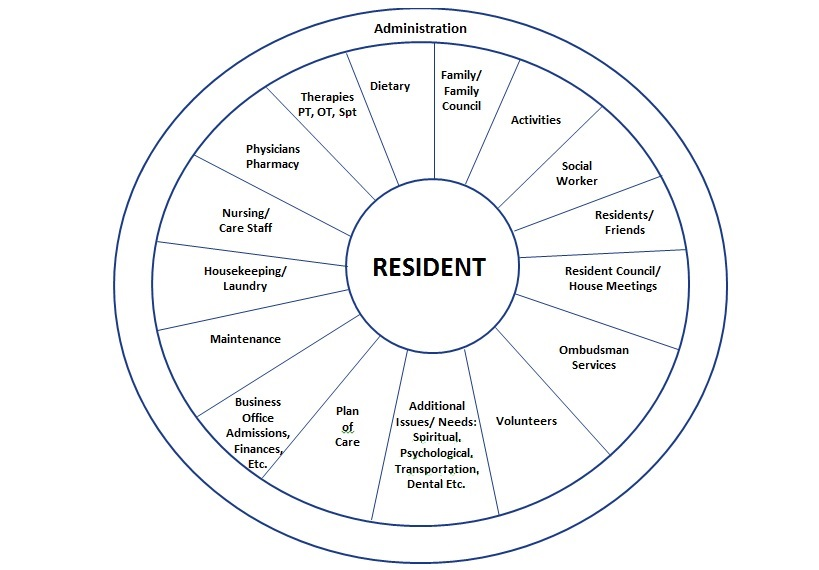 Administration
Family/
Family
Council
Activities
Social
Worker
Residents/
Friends
Resident Council/
House Meetings
Ombudsman
Services
Volunteers
Additional
Issues/ Needs:
Spiritual,
Psychological,
Transportation,
Dental Etc.
Plan
of
Care
Business
Office
Admissions,
Finances,
Etc.
Maintenance
Housekeeping/
Laundry
Nursing/
Care Staff
Physicians
Pharmacy
Therapies
PT, OT, Spt
Dietary
RESIDENT